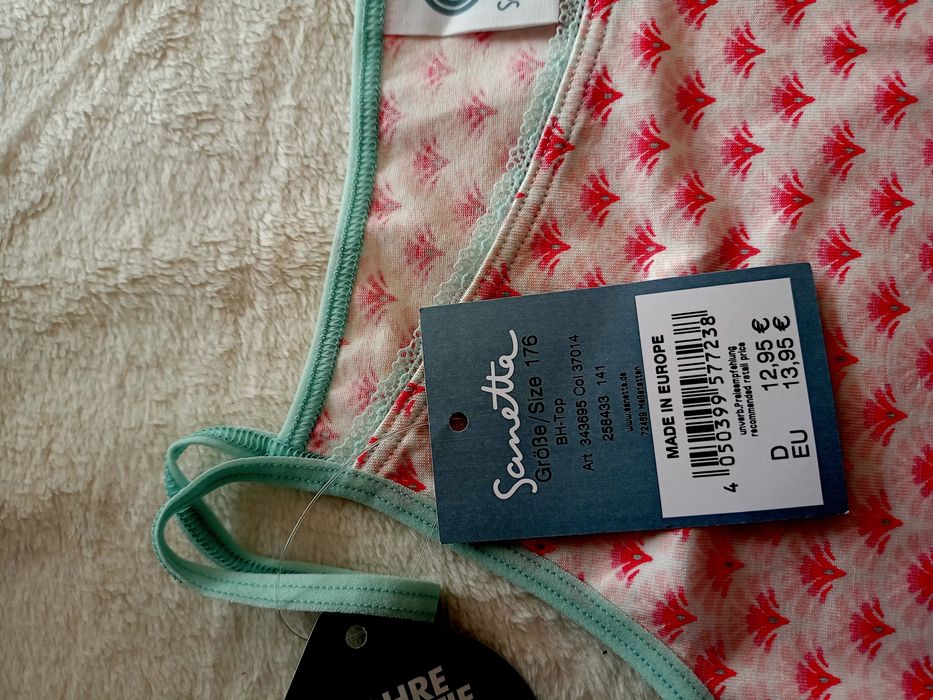 Sanetta
Größe/Size 176
BH-Top
Art 343695 Col 37014
258433 141
www.sanetta.de
72469 Meßstetten
MADE IN EUROPE
4 050399 577238
unverb.Preisempfehlung
recommended retail price
D 12,95 €
EU 13,95 €